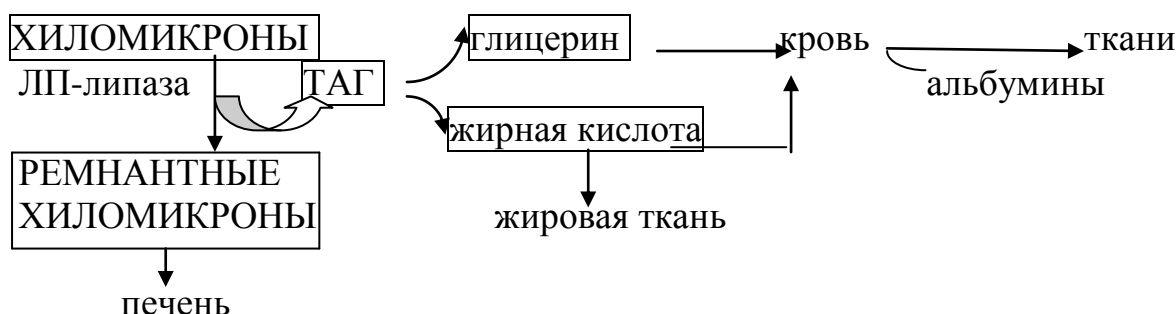 ХИЛОМИКРОНЫ глицерин кровь ткани
ЛП-липаза ТАГ альбумины
жирная кислота
РЕМНАНТНЫЕ
ХИЛОМИКРОНЫ
жировая ткань
печень